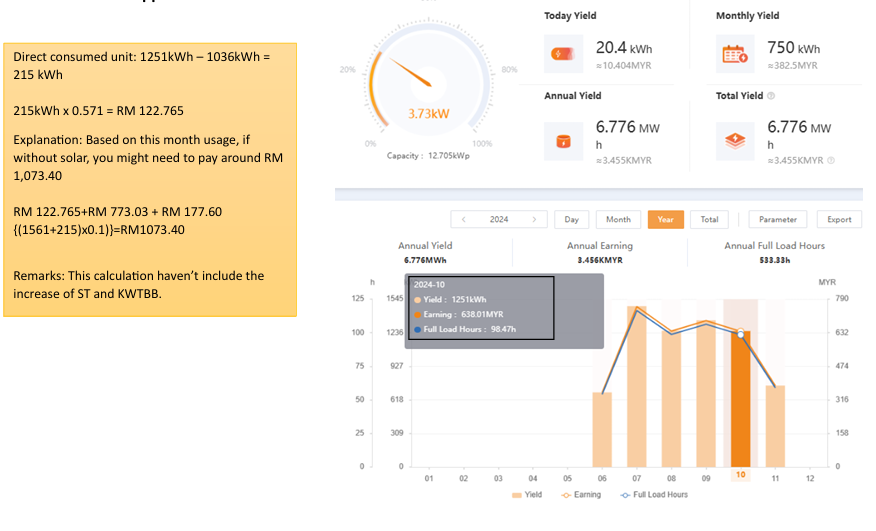 Direct consumed unit: 1251kWh – 1036kWh =
215 kWh
215kWh x 0.571 = RM 122.765
Explanation: Based on this month usage, if
without solar, you might need to pay around RM
1,073.40
RM 122.765+RM 773.03 + RM 177.60
{(1561+215)x0.1)}=RM1073.40
Remarks: This calculation haven't include the
increase of ST and KWTBB.
20%
80%
3.73kW
0%
100%
Capacity : 12.705kWp
Today Yield
20.4 kWh
≈10.404MYR
Monthly Yield
750 kWh
≈382.5MYR
Annual Yield
6.776 MW
h
≈3.455KMYR
Total Yield
6.776 MW
h
≈3.455KMYR
< 2024 > Day Month Year Total Parameter Export
Annual Yield
6.776MWh
Annual Earning
3.456KMYR
Annual Full Load Hours
533.33h
2024-10
Yield : 1251kWh
Earning : 638.01MYR
Full Load Hours : 98.47h
h
MYR
125 1545 790
100 1236 632
75 927 474
50 618 316
25 309 158
0 0 0
01 02 03 04 05 06 07 08 09 10 11 12
Yield Earning Full Load Hours